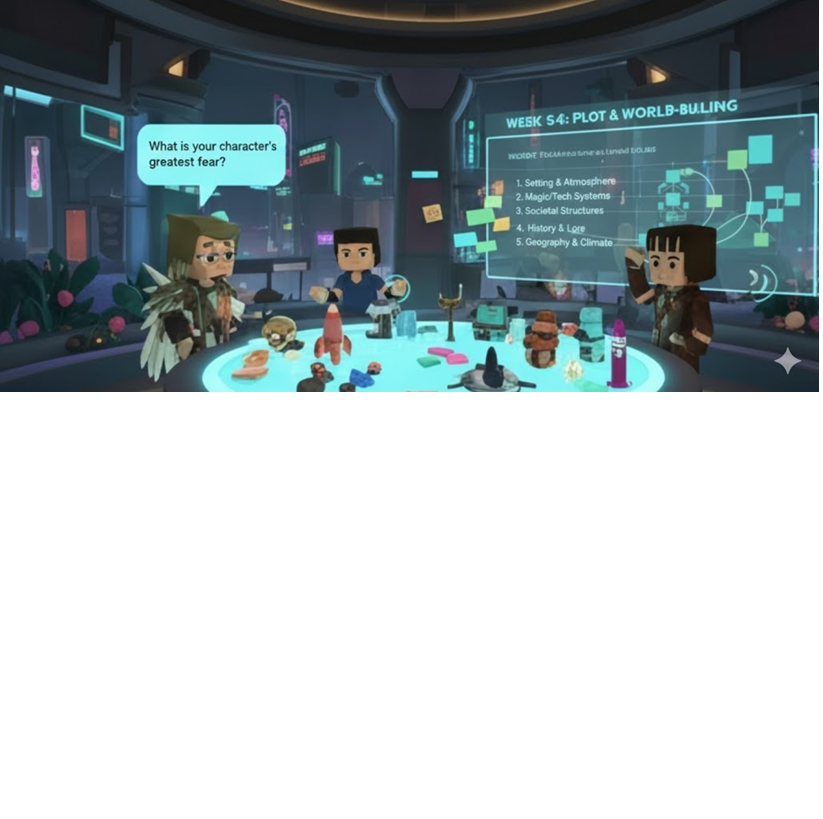 What is your character's
greatest fear?
WEEK S4: PLOT & WORLD-BULING
1. Setting & Atmosphere
2. Magic/Tech Systems
3. Societal Structures
4. History & Lore
5. Geography & Climate